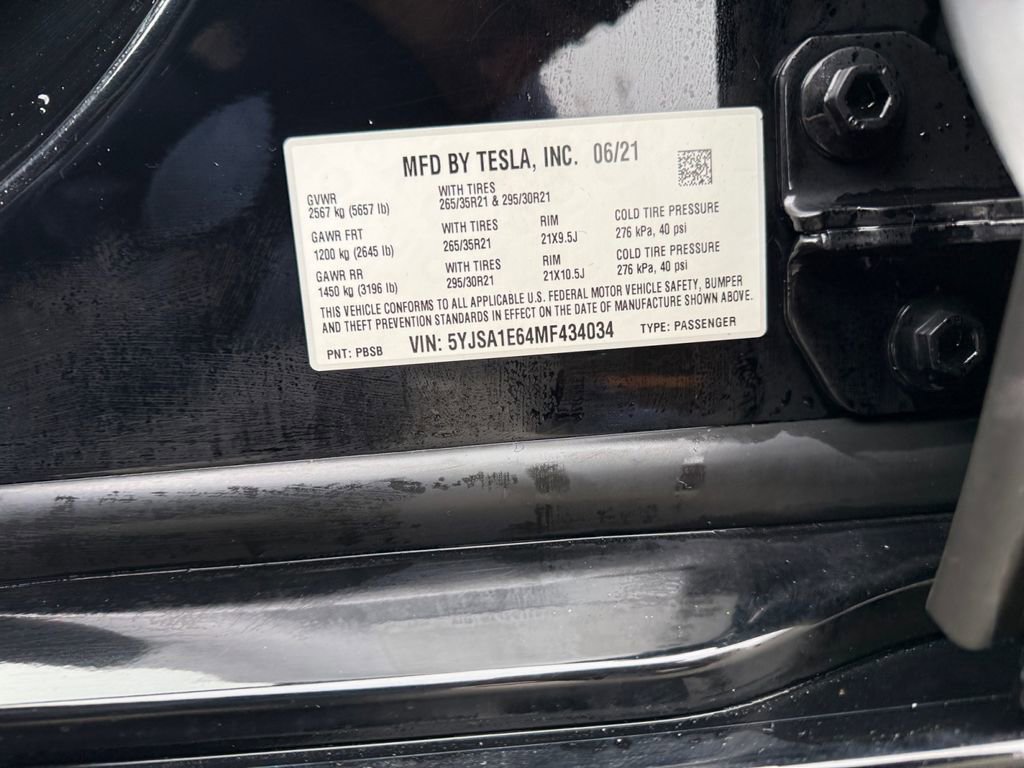 MFD BY TESLA, INC. 06/21
GVWR WITH TIRES
2567 kg (5657 lb) 265/35R21 & 295/30R21
GAWR FRT WITH TIRES RIM COLD TIRE PRESSURE
1200 kg (2645 lb) 265/35R21 21X9.5J 276 kPa, 40 psi
GAWR RR WITH TIRES RIM COLD TIRE PRESSURE
1450 kg (3196 lb) 295/30R21 21X10.5J 276 kPa, 40 psi
THIS VEHICLE CONFORMS TO ALL APPLICABLE U.S. FEDERAL MOTOR VEHICLE SAFETY, BUMPER
AND THEFT PREVENTION STANDARDS IN EFFECT ON THE DATE OF MANUFACTURE SHOWN ABOVE.
PNT: PBSB VIN: 5YJSA1E64MF434034 TYPE: PASSENGER